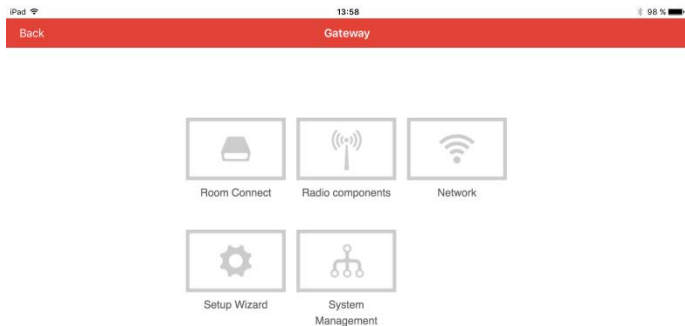 iPad 13:58 98 %
Back Gateway
Room Connect Radio components Network
Setup Wizard System
Management